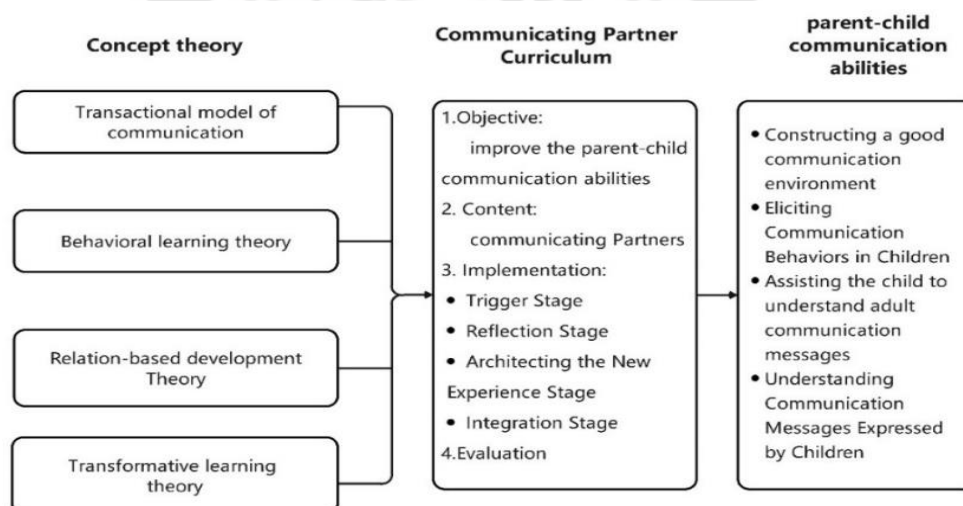 Concept theory
Transactional model of
communication
Behavioral learning theory
Relation-based development
Theory
Transformative learning
theory
Communicating Partner
Curriculum
1.Objective:
improve the parent-child
communication abilities
2. Content:
communicating Partners
3. Implementation:
• Trigger Stage
• Reflection Stage
• Architecting the New
Experience Stage
• Integration Stage
4.Evaluation
parent-child
communication
abilities
• Constructing a good
communication
environment
• Eliciting
Communication
Behaviors in Children
• Assisting the child to
understand adult
communication
messages
• Understanding
Communication
Messages Expressed
by Children